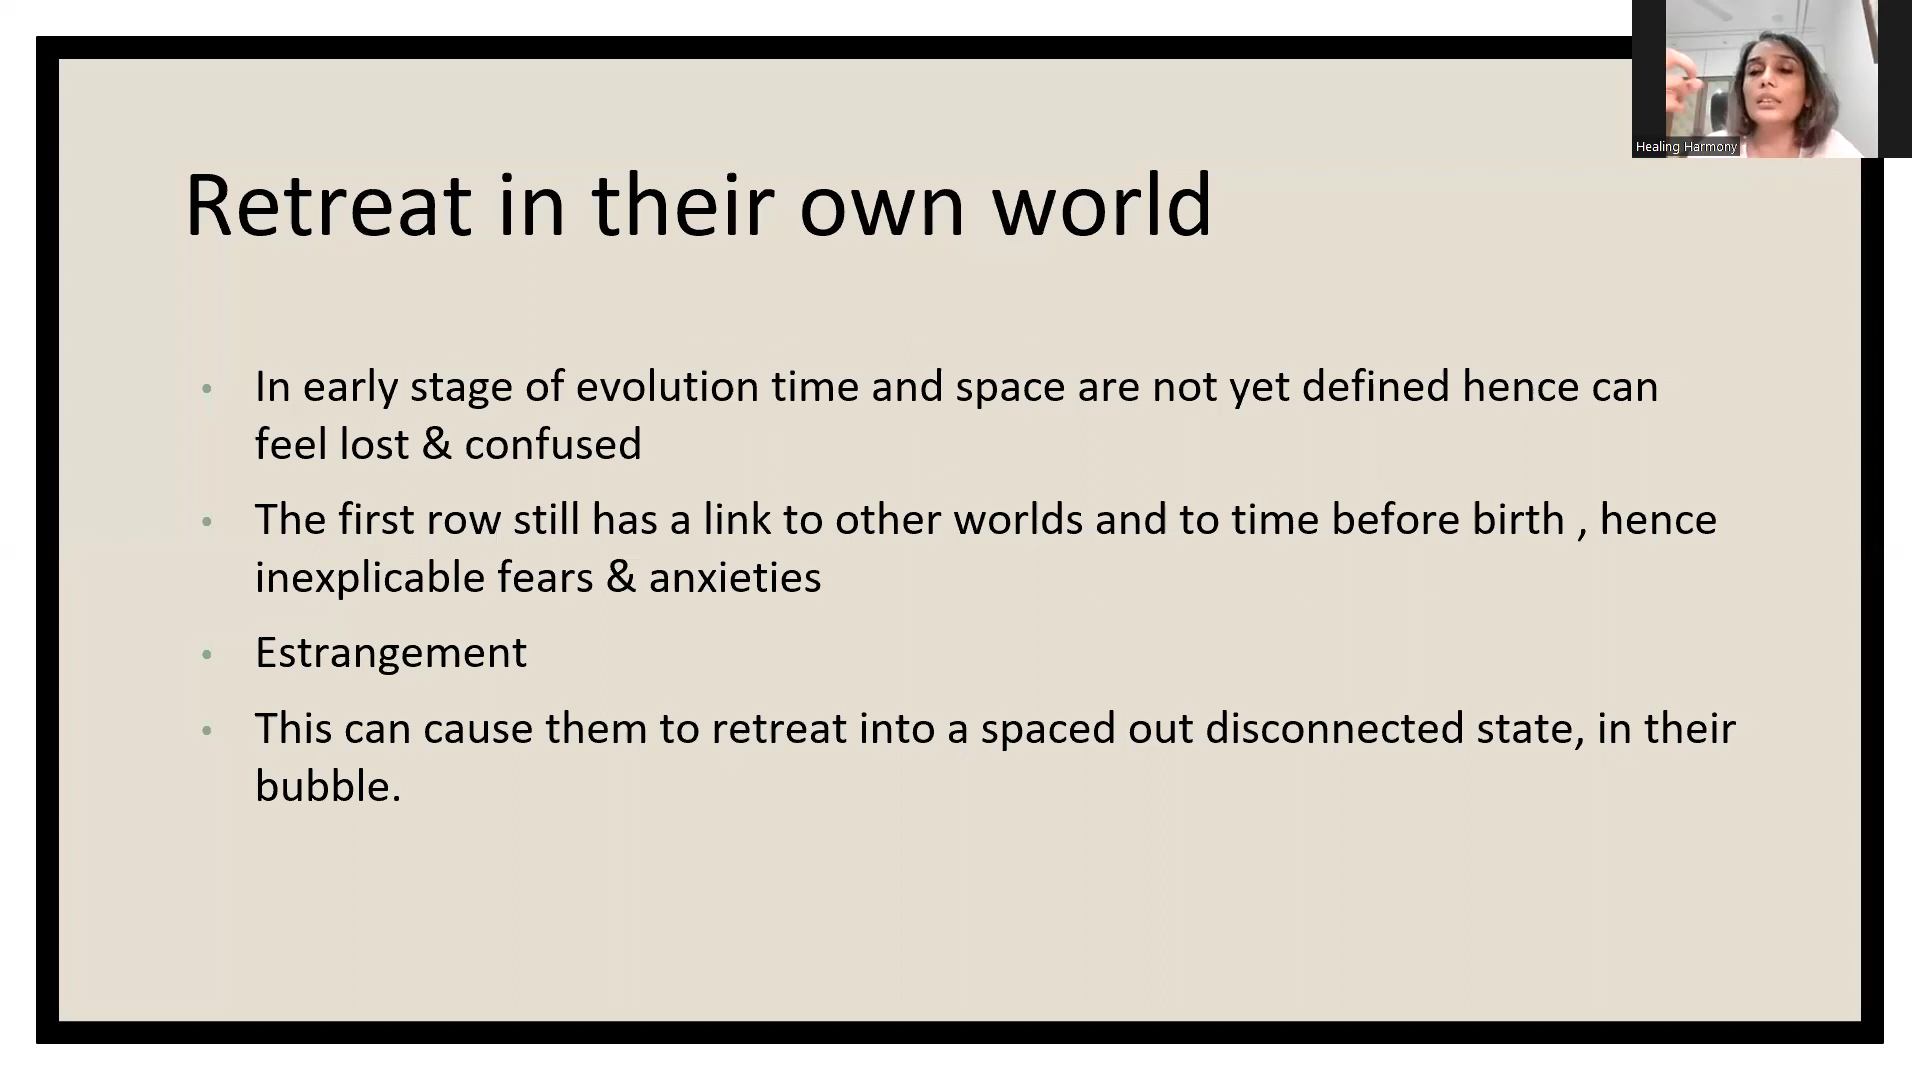 Healing Harmony
Retreat in their own world
• In early stage of evolution time and space are not yet defined hence can
feel lost & confused
• The first row still has a link to other worlds and to time before birth , hence
inexplicable fears & anxieties
• Estrangement
• This can cause them to retreat into a spaced out disconnected state, in their
bubble.